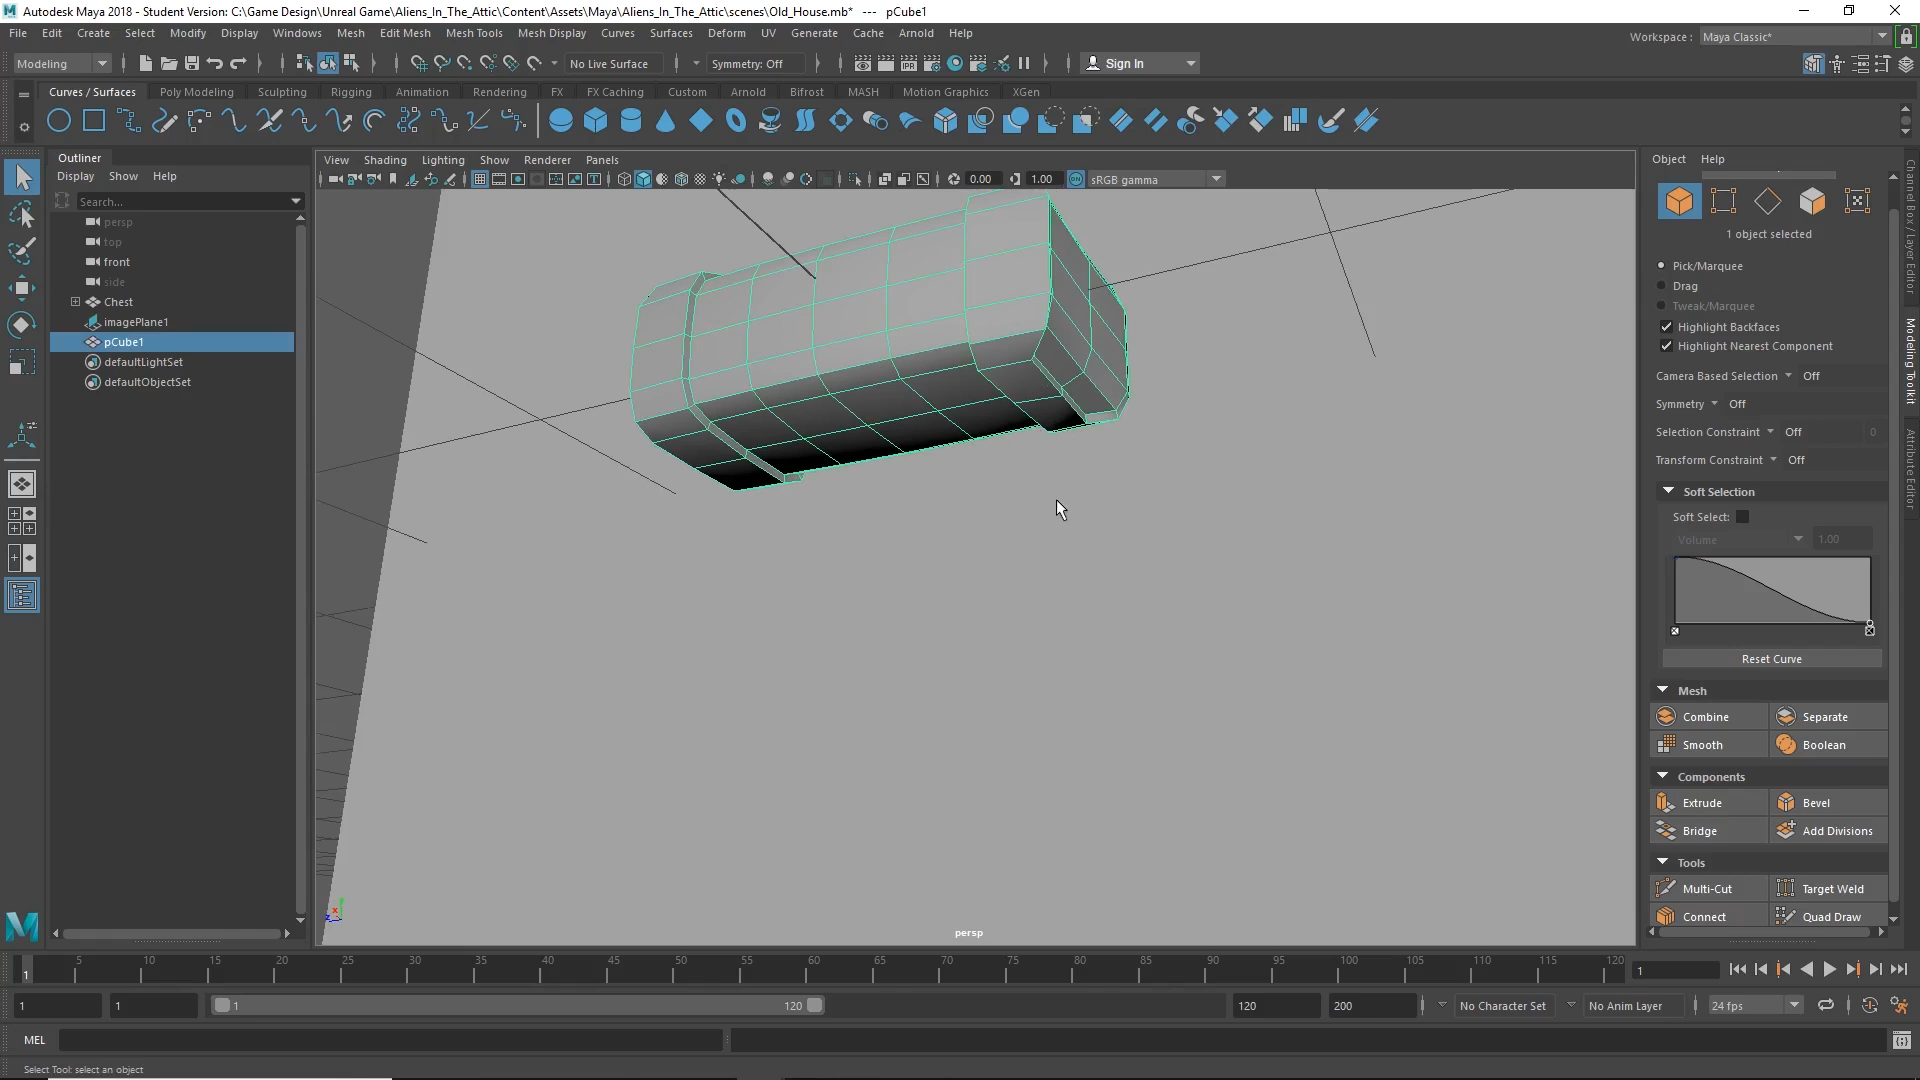 Autodesk Maya 2018 - Student Version: C:\Game Design\Unreal Game\Aliens_In_The_Attic\Content\Assets\Maya\Aliens_In_The_Attic\scenes\Old_House.mb*   ---   pCube1
File Edit Create Select Modify Display Windows Mesh Edit Mesh Mesh Tools Mesh Display Curves Surfaces Deform UV Generate Cache Arnold Help
Workspace : Maya Classic*
Modeling No Live Surface Symmetry: Off Sign In
Curves / Surfaces Poly Modeling Sculpting Rigging Animation Rendering FX FX Caching Custom Arnold Bifrost MASH Motion Graphics XGen
Outliner
Display Show Help
Search...
persp
top
front
side
Chest
imagePlane1
pCube1
defaultLightSet
defaultObjectSet
View Shading Lighting Show Renderer Panels
0.00 1.00 ON sRGB gamma
persp
Object Help
1 object selected
Pick/Marquee
Drag
Tweak/Marquee
Highlight Backfaces
Highlight Nearest Component
Camera Based Selection Off
Symmetry Off
Selection Constraint Off 0
Transform Constraint Off
Soft Selection
Soft Select:
Volume 1.00
Reset Curve
Mesh
Combine Separate
Smooth Boolean
Components
Extrude Bevel
Bridge Add Divisions
Tools
Multi-Cut Target Weld
Connect Quad Draw
Channel Box / Layer Editor
Modeling Toolkit
Attribute Editor
5 10 15 20 25 30 35 40 45 50 55 60 65 70 75 80 85 90 95 100 105 110 115 120
1 1
1 1 1 120 120 200 No Character Set No Anim Layer 24 fps
MEL
Select Tool: select an object